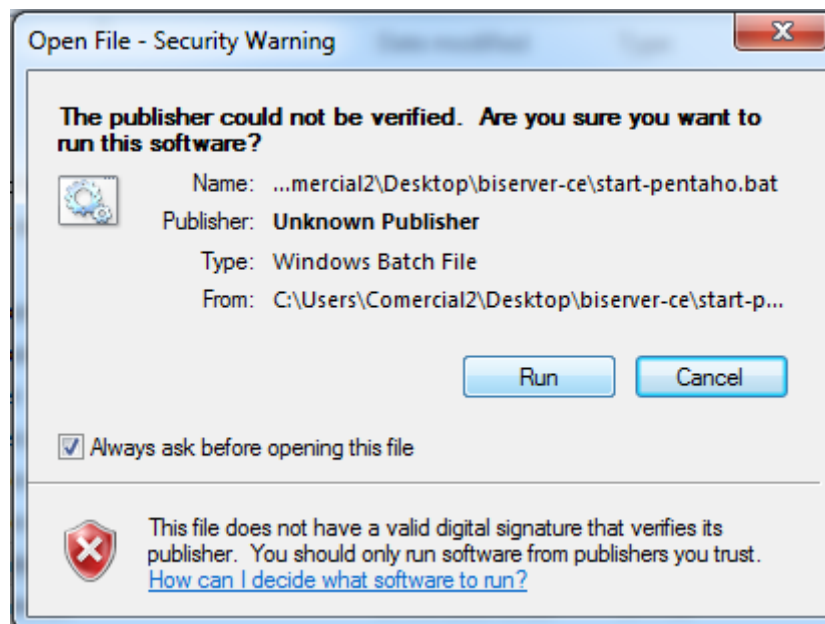 Open File - Security Warning
The publisher could not be verified. Are you sure you want to
run this software?
Name: ...mercial2\Desktop\biserver-ce\start-pentaho.bat
Publisher: Unknown Publisher
Type: Windows Batch File
From: C:\Users\Comercial2\Desktop\biserver-ce\start-p...
Run Cancel
Always ask before opening this file
This file does not have a valid digital signature that verifies its
publisher. You should only run software from publishers you trust.
How can I decide what software to run?